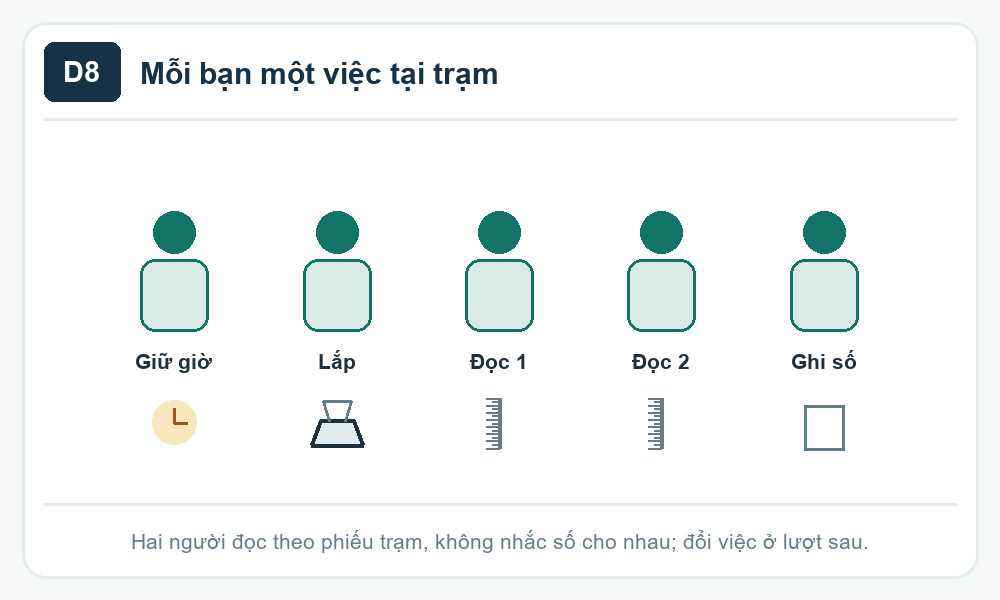 D8
Mỗi bạn một việc tại trạm
Giữ giờ
Lắp
Đọc 1
Đọc 2
Ghi số
Hai người đọc theo phiếu trạm, không nhắc số cho nhau; đổi việc ở lượt sau.